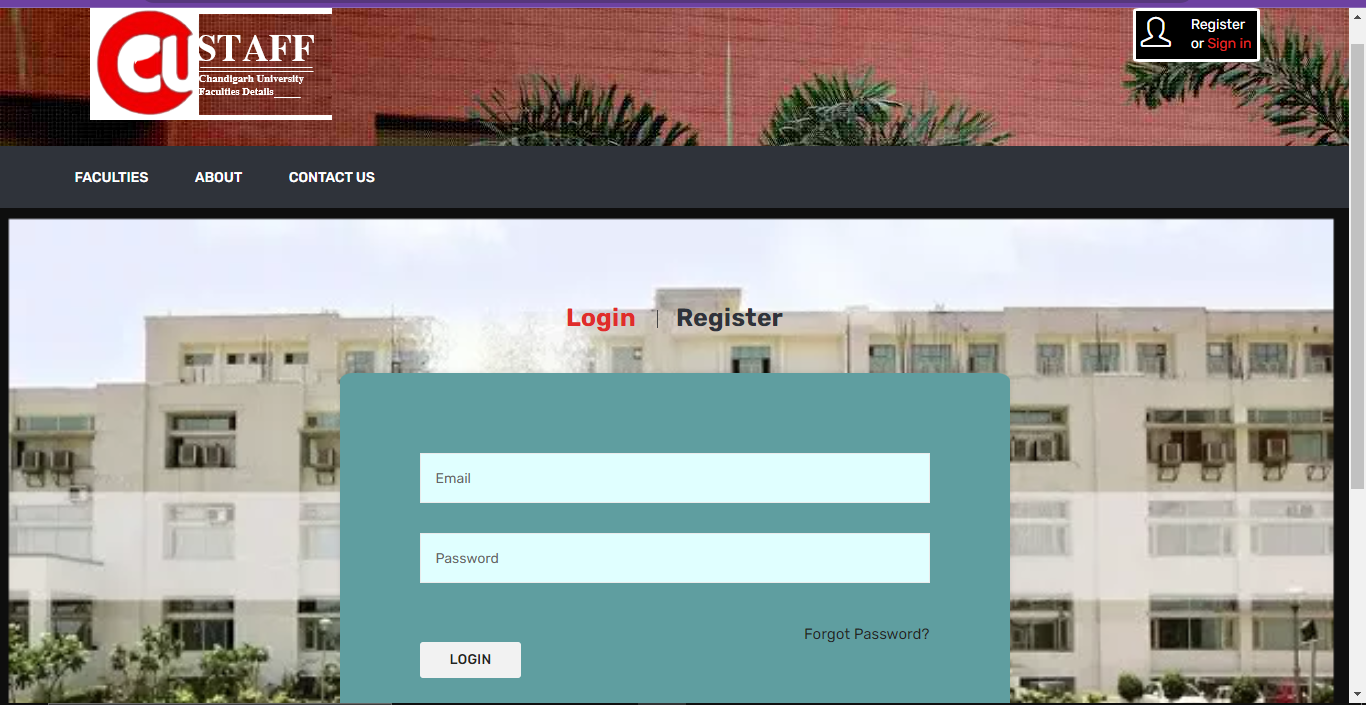 CU
STAFF
Chandigarh University
Faculties Details_____
Register
or Sign in
FACULTIES
ABOUT
CONTACT US
Login | Register
Email
Password
Forgot Password?
LOGIN